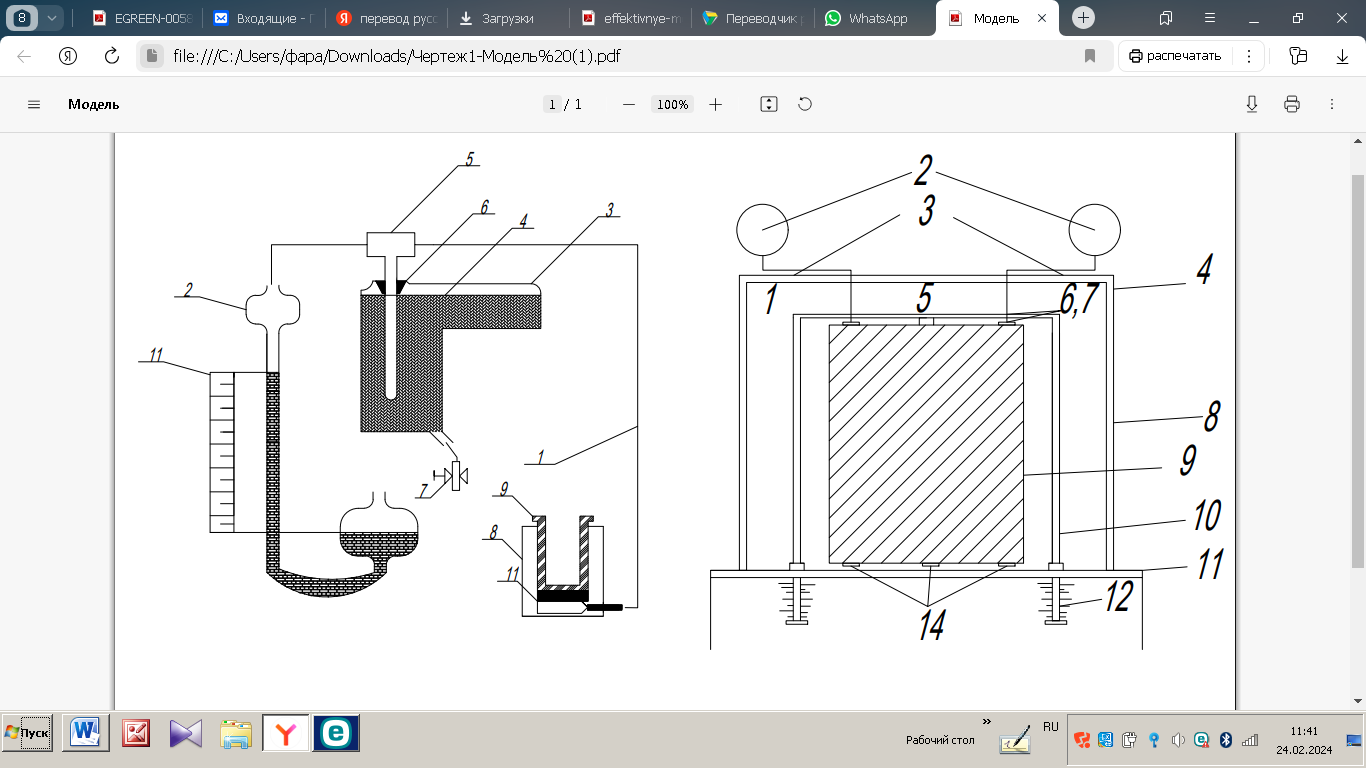 8
EGREEN-0058
Входящие - П
перевод русс
Загрузки
effektivnye-m
Переводчик р
WhatsApp
Модель
file:///C:/Users/фара/Downloads/Чертеж1-Модель%20(1).pdf
распечатать
Модель
1 / 1
100%
5
6
4
3
2
11
7
1
9
8
11
2
3
4
1
5
6,7
8
9
10
11
12
14
Пуск
Рабочий стол
»
RU
11:41
24.02.2024